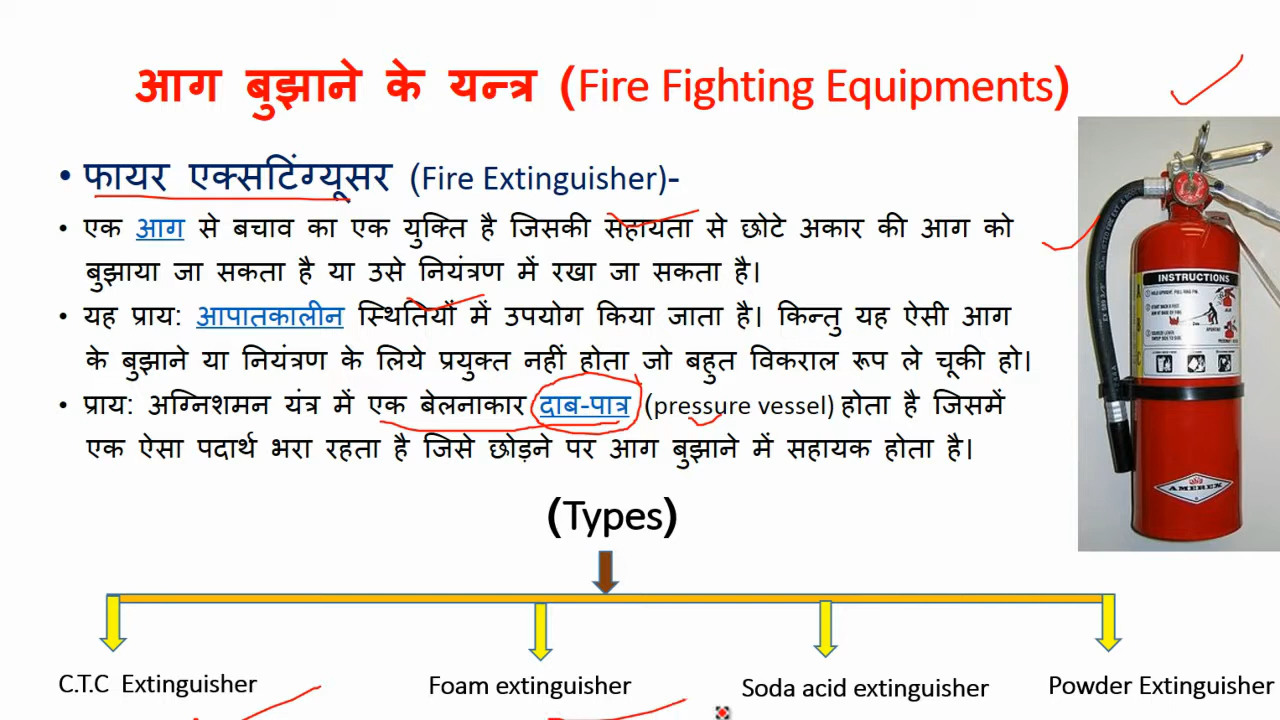 आग बुझाने के यन्त्र (Fire Fighting Equipments)
• फायर एक्सटिंग्यूसर (Fire Extinguisher)-
• एक आग से बचाव का एक युक्ति है जिसकी सहायता से छोटे अकार की आग को
बुझाया जा सकता है या उसे नियंत्रण में रखा जा सकता है।
• यह प्राय: आपातकालीन स्थितियों में उपयोग किया जाता है। किन्तु यह ऐसी आग
के बुझाने या नियंत्रण के लिये प्रयुक्त नहीं होता जो बहुत विकराल रूप ले चूकी हो।
• प्राय: अग्निशमन यंत्र में एक बेलनाकार दाब-पात्र (pressure vessel) होता है जिसमें
एक ऐसा पदार्थ भरा रहता है जिसे छोड़ने पर आग बुझाने में सहायक होता है।
INSTRUCTIONS
AMEREX
(Types)
C.T.C Extinguisher
Foam extinguisher
Soda acid extinguisher
Powder Extinguisher